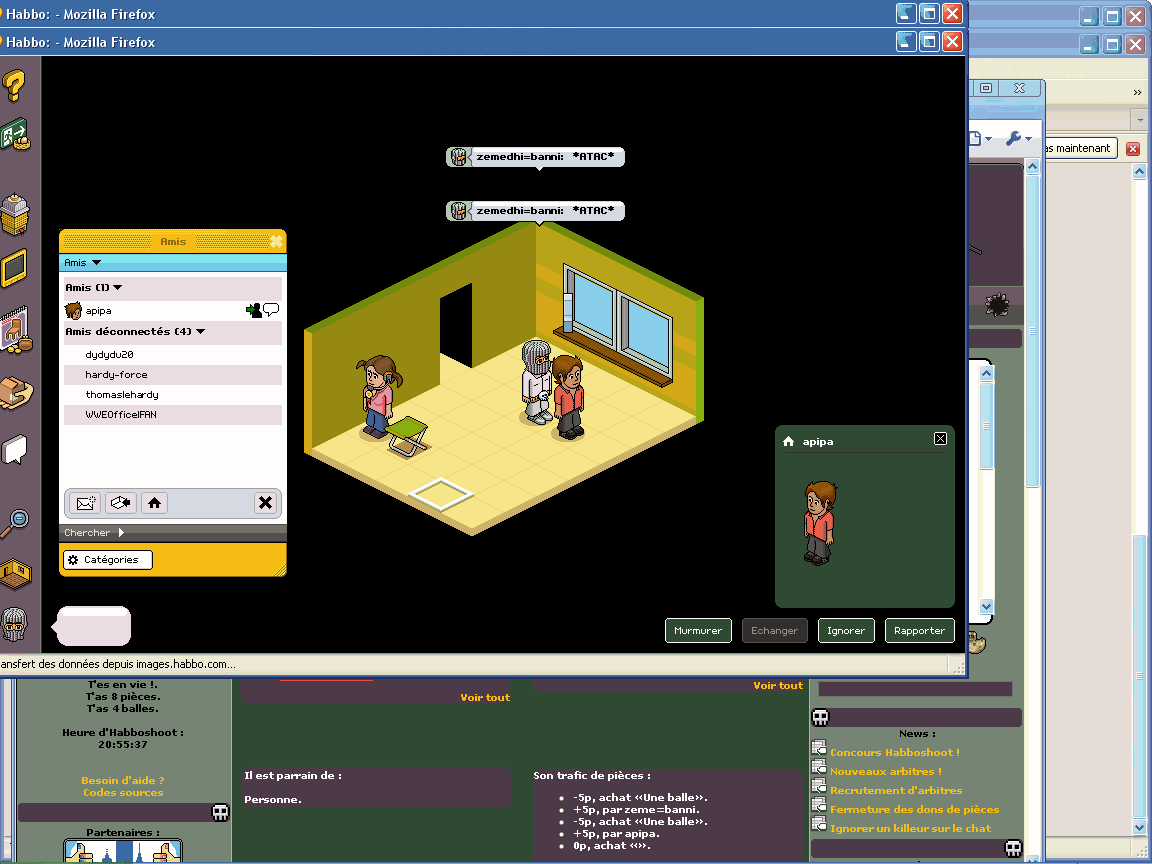 Habbo: - Mozilla Firefox
Habbo: - Mozilla Firefox
as maintenant
zemedhi=banni: *ATAC*
zemedhi=banni: *ATAC*
Amis
Amis
Amis (1)
apipa
Amis déconnectés (4)
dydydu20
hardy-force
thomaslehardy
WWEOfficelFAN
Chercher
Catégories
apipa
Murmurer
Echanger
Ignorer
Rapporter
ansfert des données depuis images.habbo.com...
T'es en vie !.
T'as 8 pièces.
T'as 4 balles.
Heure d'Habboshoot :
20:55:37
Besoin d'aide ?
Codes sources
Partenaires :
Voir tout
Il est parrain de :
Personne.
Voir tout
Son trafic de pièces :
-5p, achat «Une balle».
+5p, par zeme=banni.
-5p, achat «Une balle».
+5p, par apipa.
0p, achat «».
News :
Concours Habboshoot !
Nouveaux arbitres !
Recrutement d'arbitres
Fermeture des dons de pièces
Ignorer un killeur sur le chat